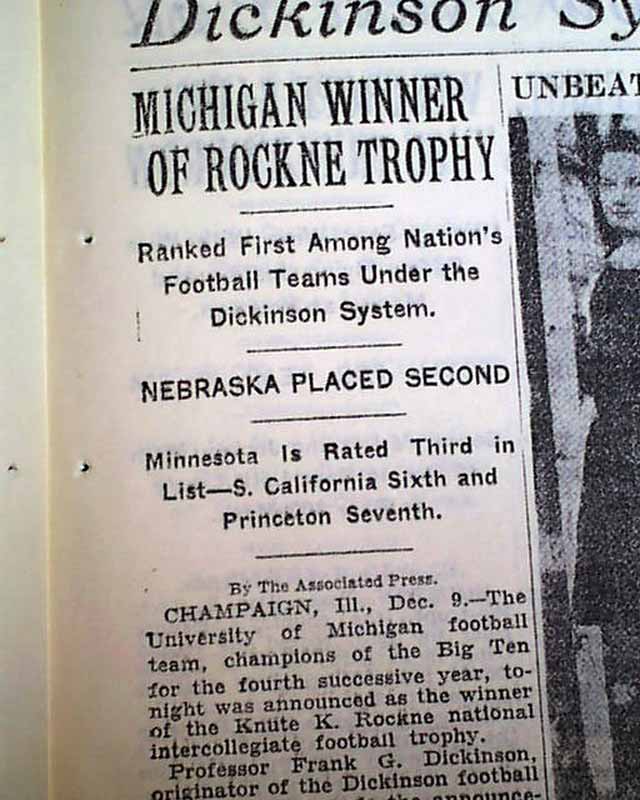 Dickinson Sy
MICHIGAN WINNER
OF ROCKNE TROPHY
UNBEAT
Ranked First Among Nation's
Football Teams Under the
Dickinson System.
NEBRASKA PLACED SECOND
Minnesota Is Rated Third in
List—S. California Sixth and
Princeton Seventh.
By The Associated Press.
CHAMPAIGN, Ill., Dec. 9.—The
University of Michigan football
team, champions of the Big Ten
for the fourth successive year, to-
night was announced as the winner
of the Knute K. Rockne national
intercollegiate football trophy.
Professor Frank G. Dickinson,
originator of the Dickinson football
the announce-